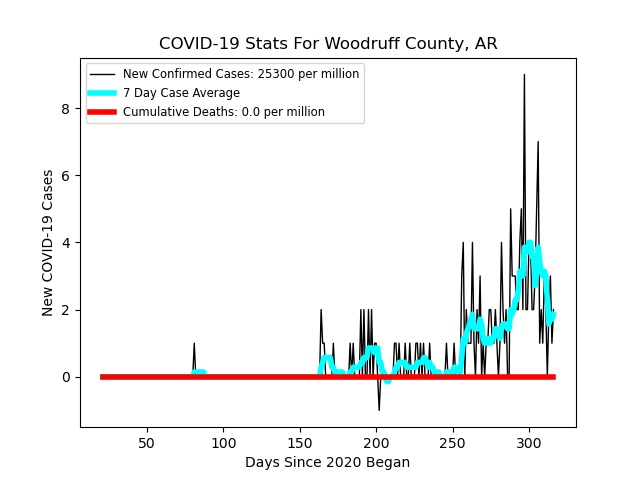 COVID-19 Stats For Woodruff County, AR
New Confirmed Cases: 25300 per million
7 Day Case Average
Cumulative Deaths: 0.0 per million
New COVID-19 Cases
8
6
4
2
0
50 100 150 200 250 300
Days Since 2020 Began